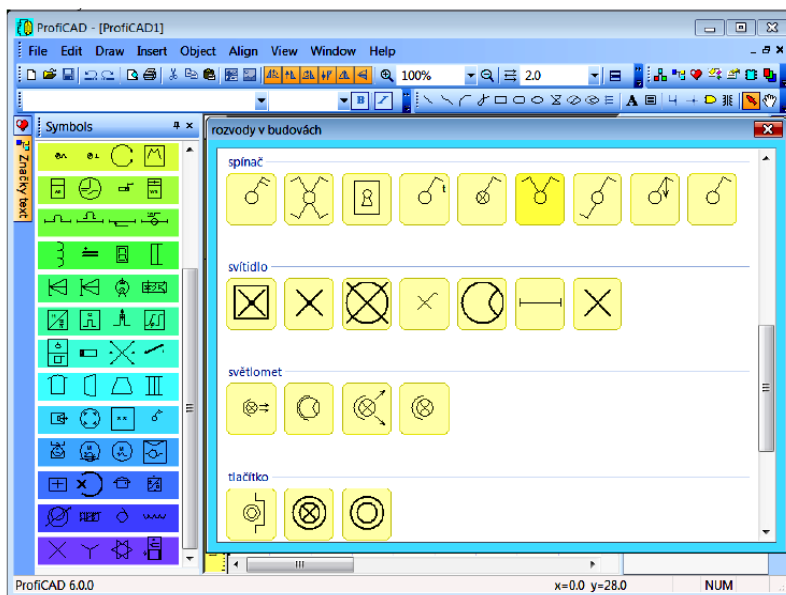 ProfiCAD - [ProfiCAD1]
File Edit Draw Insert Object Align View Window Help
100% 2.0
B I A
Symbols
Značky text
rozvody v budovách
spínač
t
svítidlo
světlomet
tlačítko
ProfiCAD 6.0.0 x=0.0 y=28.0 NUM